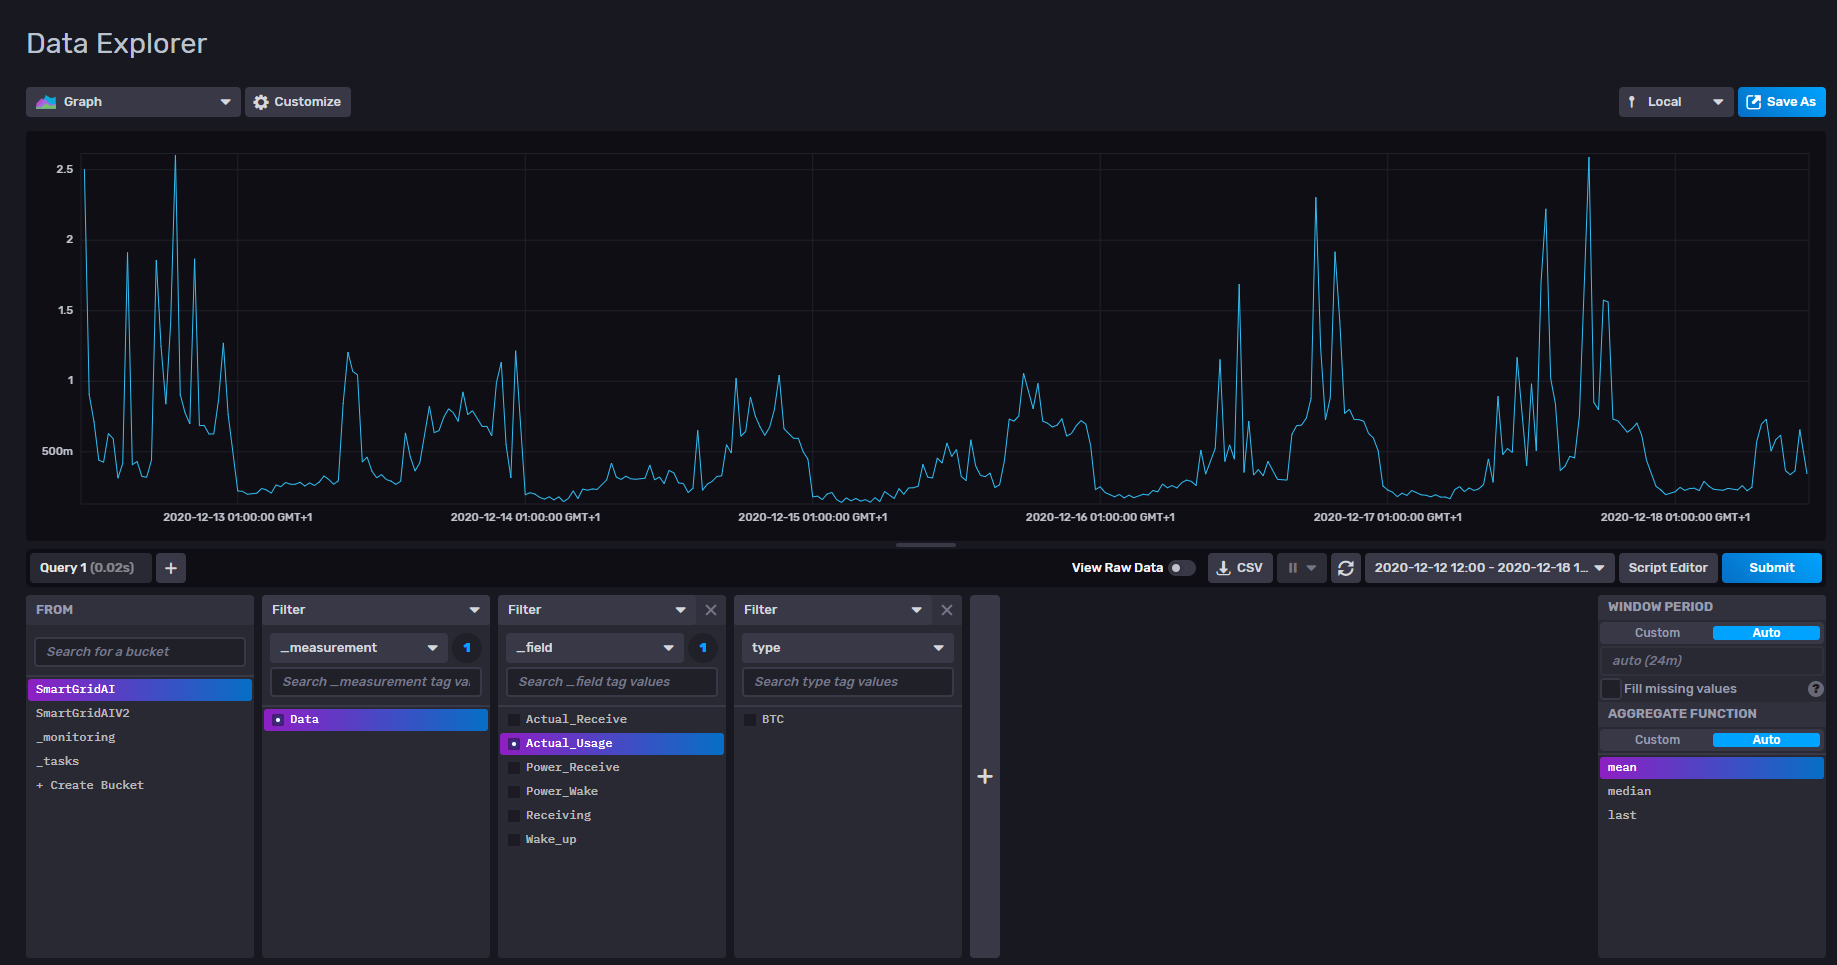 Data Explorer
Graph
Customize
Local
Save As
2.5
2
1.5
1
500m
2020-12-13 01:00:00 GMT+1
2020-12-14 01:00:00 GMT+1
2020-12-15 01:00:00 GMT+1
2020-12-16 01:00:00 GMT+1
2020-12-17 01:00:00 GMT+1
2020-12-18 01:00:00 GMT+1
Query 1 (0.02s)
+
View Raw Data
CSV
2020-12-12 12:00 - 2020-12-18 1...
Script Editor
Submit
FROM
Search for a bucket
SmartGridAI
SmartGridAIV2
_monitoring
_tasks
+ Create Bucket
Filter
_measurement
1
Search _measurement tag va
Data
Filter
_field
1
Search _field tag values
Actual_Receive
Actual_Usage
Power_Receive
Power_Wake
Receiving
Wake_up
Filter
type
Search type tag values
BTC
+
WINDOW PERIOD
Custom
Auto
auto (24m)
Fill missing values
?
AGGREGATE FUNCTION
Custom
Auto
mean
median
last